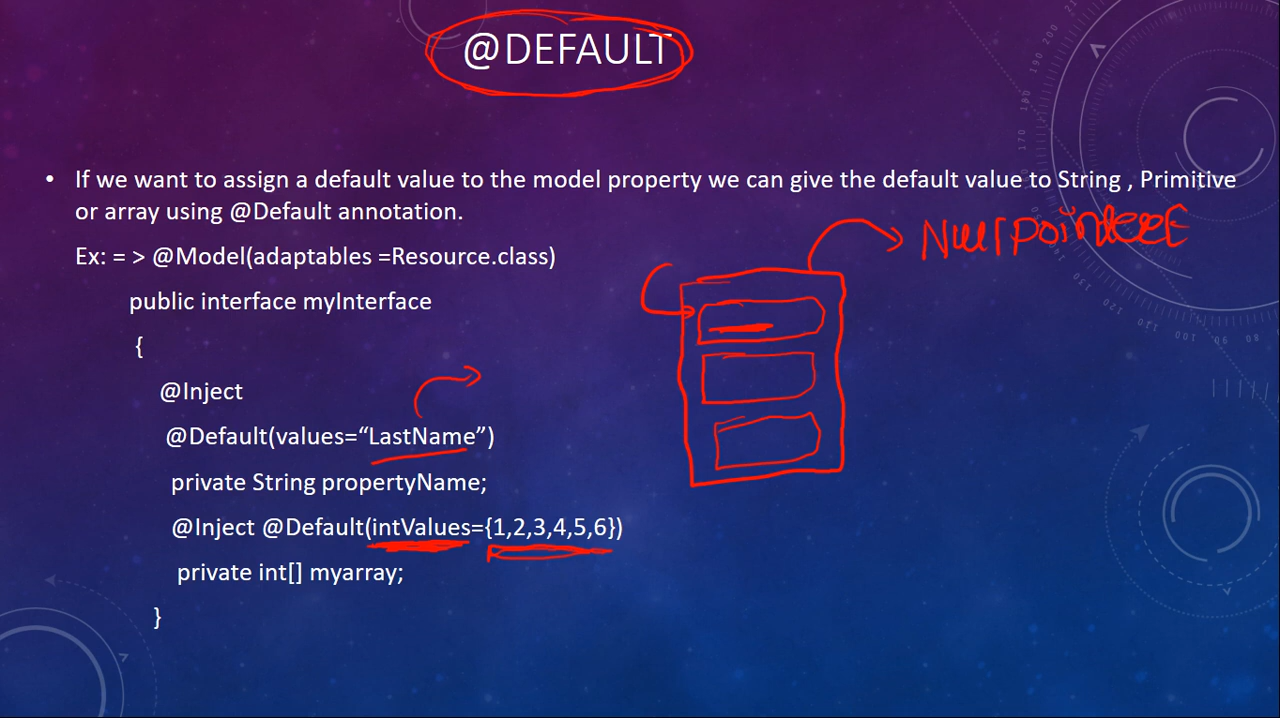 @DEFAULT
• If we want to assign a default value to the model property we can give the default value to String , Primitive
or array using @Default annotation.
Ex: = > @Model(adaptables =Resource.class)
public interface myInterface
{
@Inject
@Default(values=“LastName”)
private String propertyName;
@Inject @Default(intValues={1,2,3,4,5,6})
private int[] myarray;
}